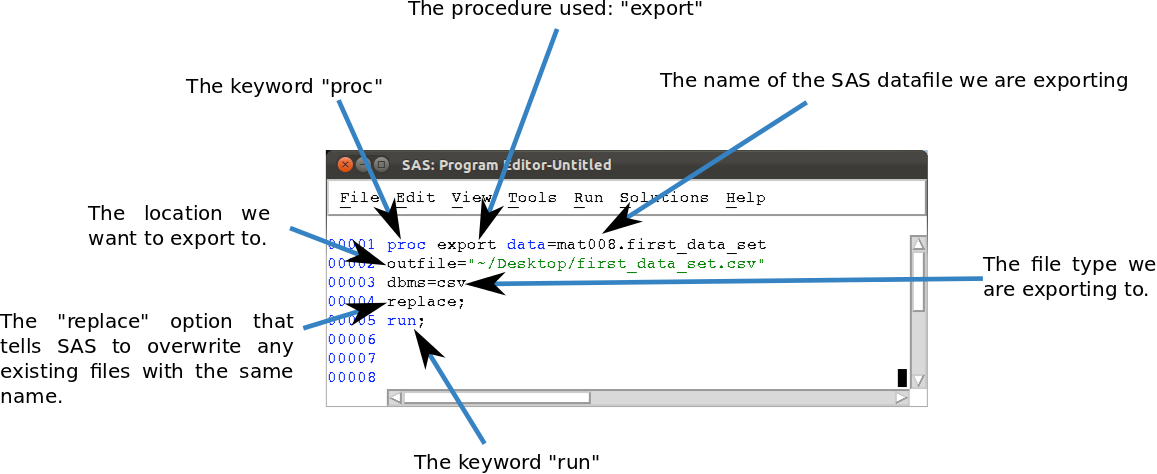 The procedure used: "export"
The keyword "proc"
The name of the SAS datafile we are exporting
SAS: Program Editor-Untitled
File Edit View Tools Run Solutions Help
The location we
want to export to.
00001 proc export data=mat008.first_data_set
00002 outfile="~/Desktop/first_data_set.csv"
00003 dbms=csv
00004 replace;
00005 run;
00006
00007
00008
The file type we
are exporting to.
The "replace" option that
tells SAS to overwrite any
existing files with the same
name.
The keyword "run"